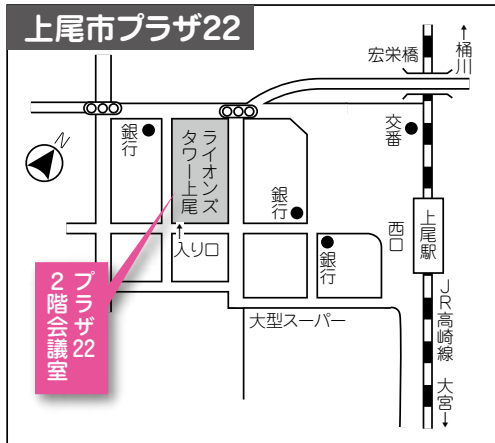 上尾市プラザ22
↑桶川
宏栄橋
交番
N
銀行
ライオンズ
タワー上尾
銀行
西口
上尾駅
↑入り口
銀行
プラザ22
2階会議室
大型スーパー
JR高崎線
大宮↓